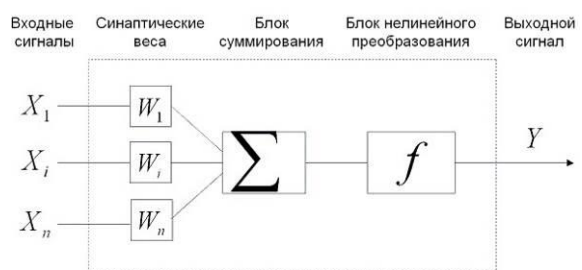 Входные сигналы
Синаптические веса
Блок суммирования
Блок нелинейного преобразования
Выходной сигнал
X1
W1
Xi
Wi
∑
f
Y
Xn
Wn